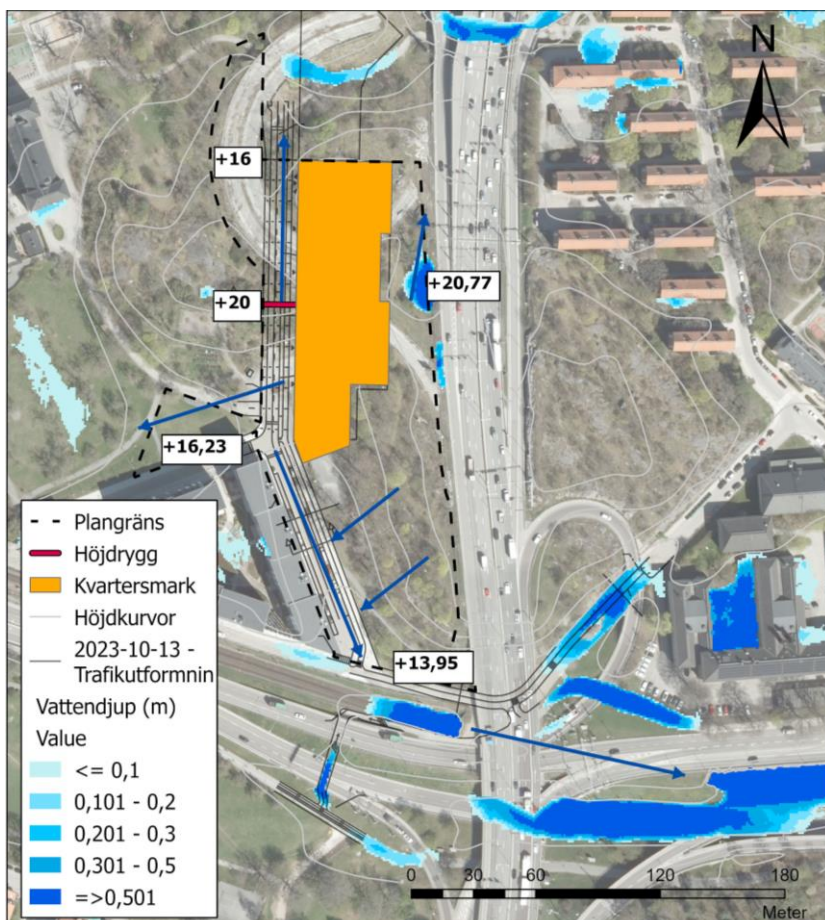 N
+16
+20,77
+20
+16,23
+13,95
Plangräns
Höjdrygg
Kvartersmark
Höjdkurvor
2023-10-13 -
Trafikutformnin
Vattendjup (m)
Value
<= 0,1
0,101 - 0,2
0,201 - 0,3
0,301 - 0,5
=>0,501
0 30 60 120 180
Meter